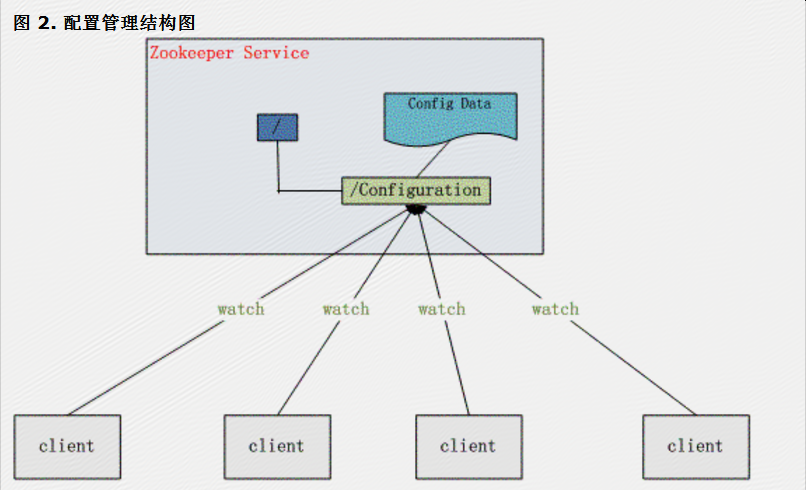 图 2. 配置管理结构图
Zookeeper Service
Config Data
/
/Configuration
watch watch watch watch
client client client client